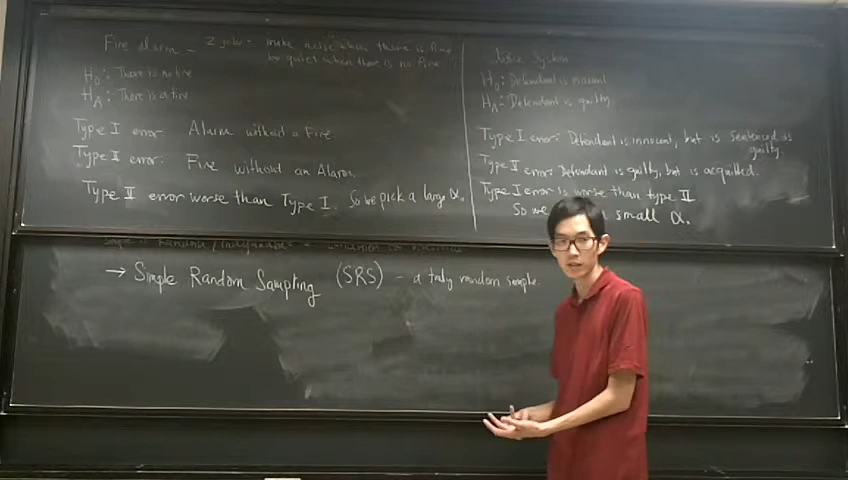 Fire alarm - 2 jobs - make noise when there is fire
be quiet when there is no fire
H0: There is no fire
HA: There is a fire
Type I error: Alarm without a Fire
Type II error: Fire without an Alarm.
Type II error worse than Type I. So we pick a large α.
Justice System
H0: Defendant is innocent
HA: Defendant is guilty
Type I error: Defendant is innocent, but is sentenced as
guilty.
Type II error: Defendant is guilty, but is acquitted.
Type I error is worse than type II
So we small α.
→ Simple Random Sampling (SRS) - a truly random sample.